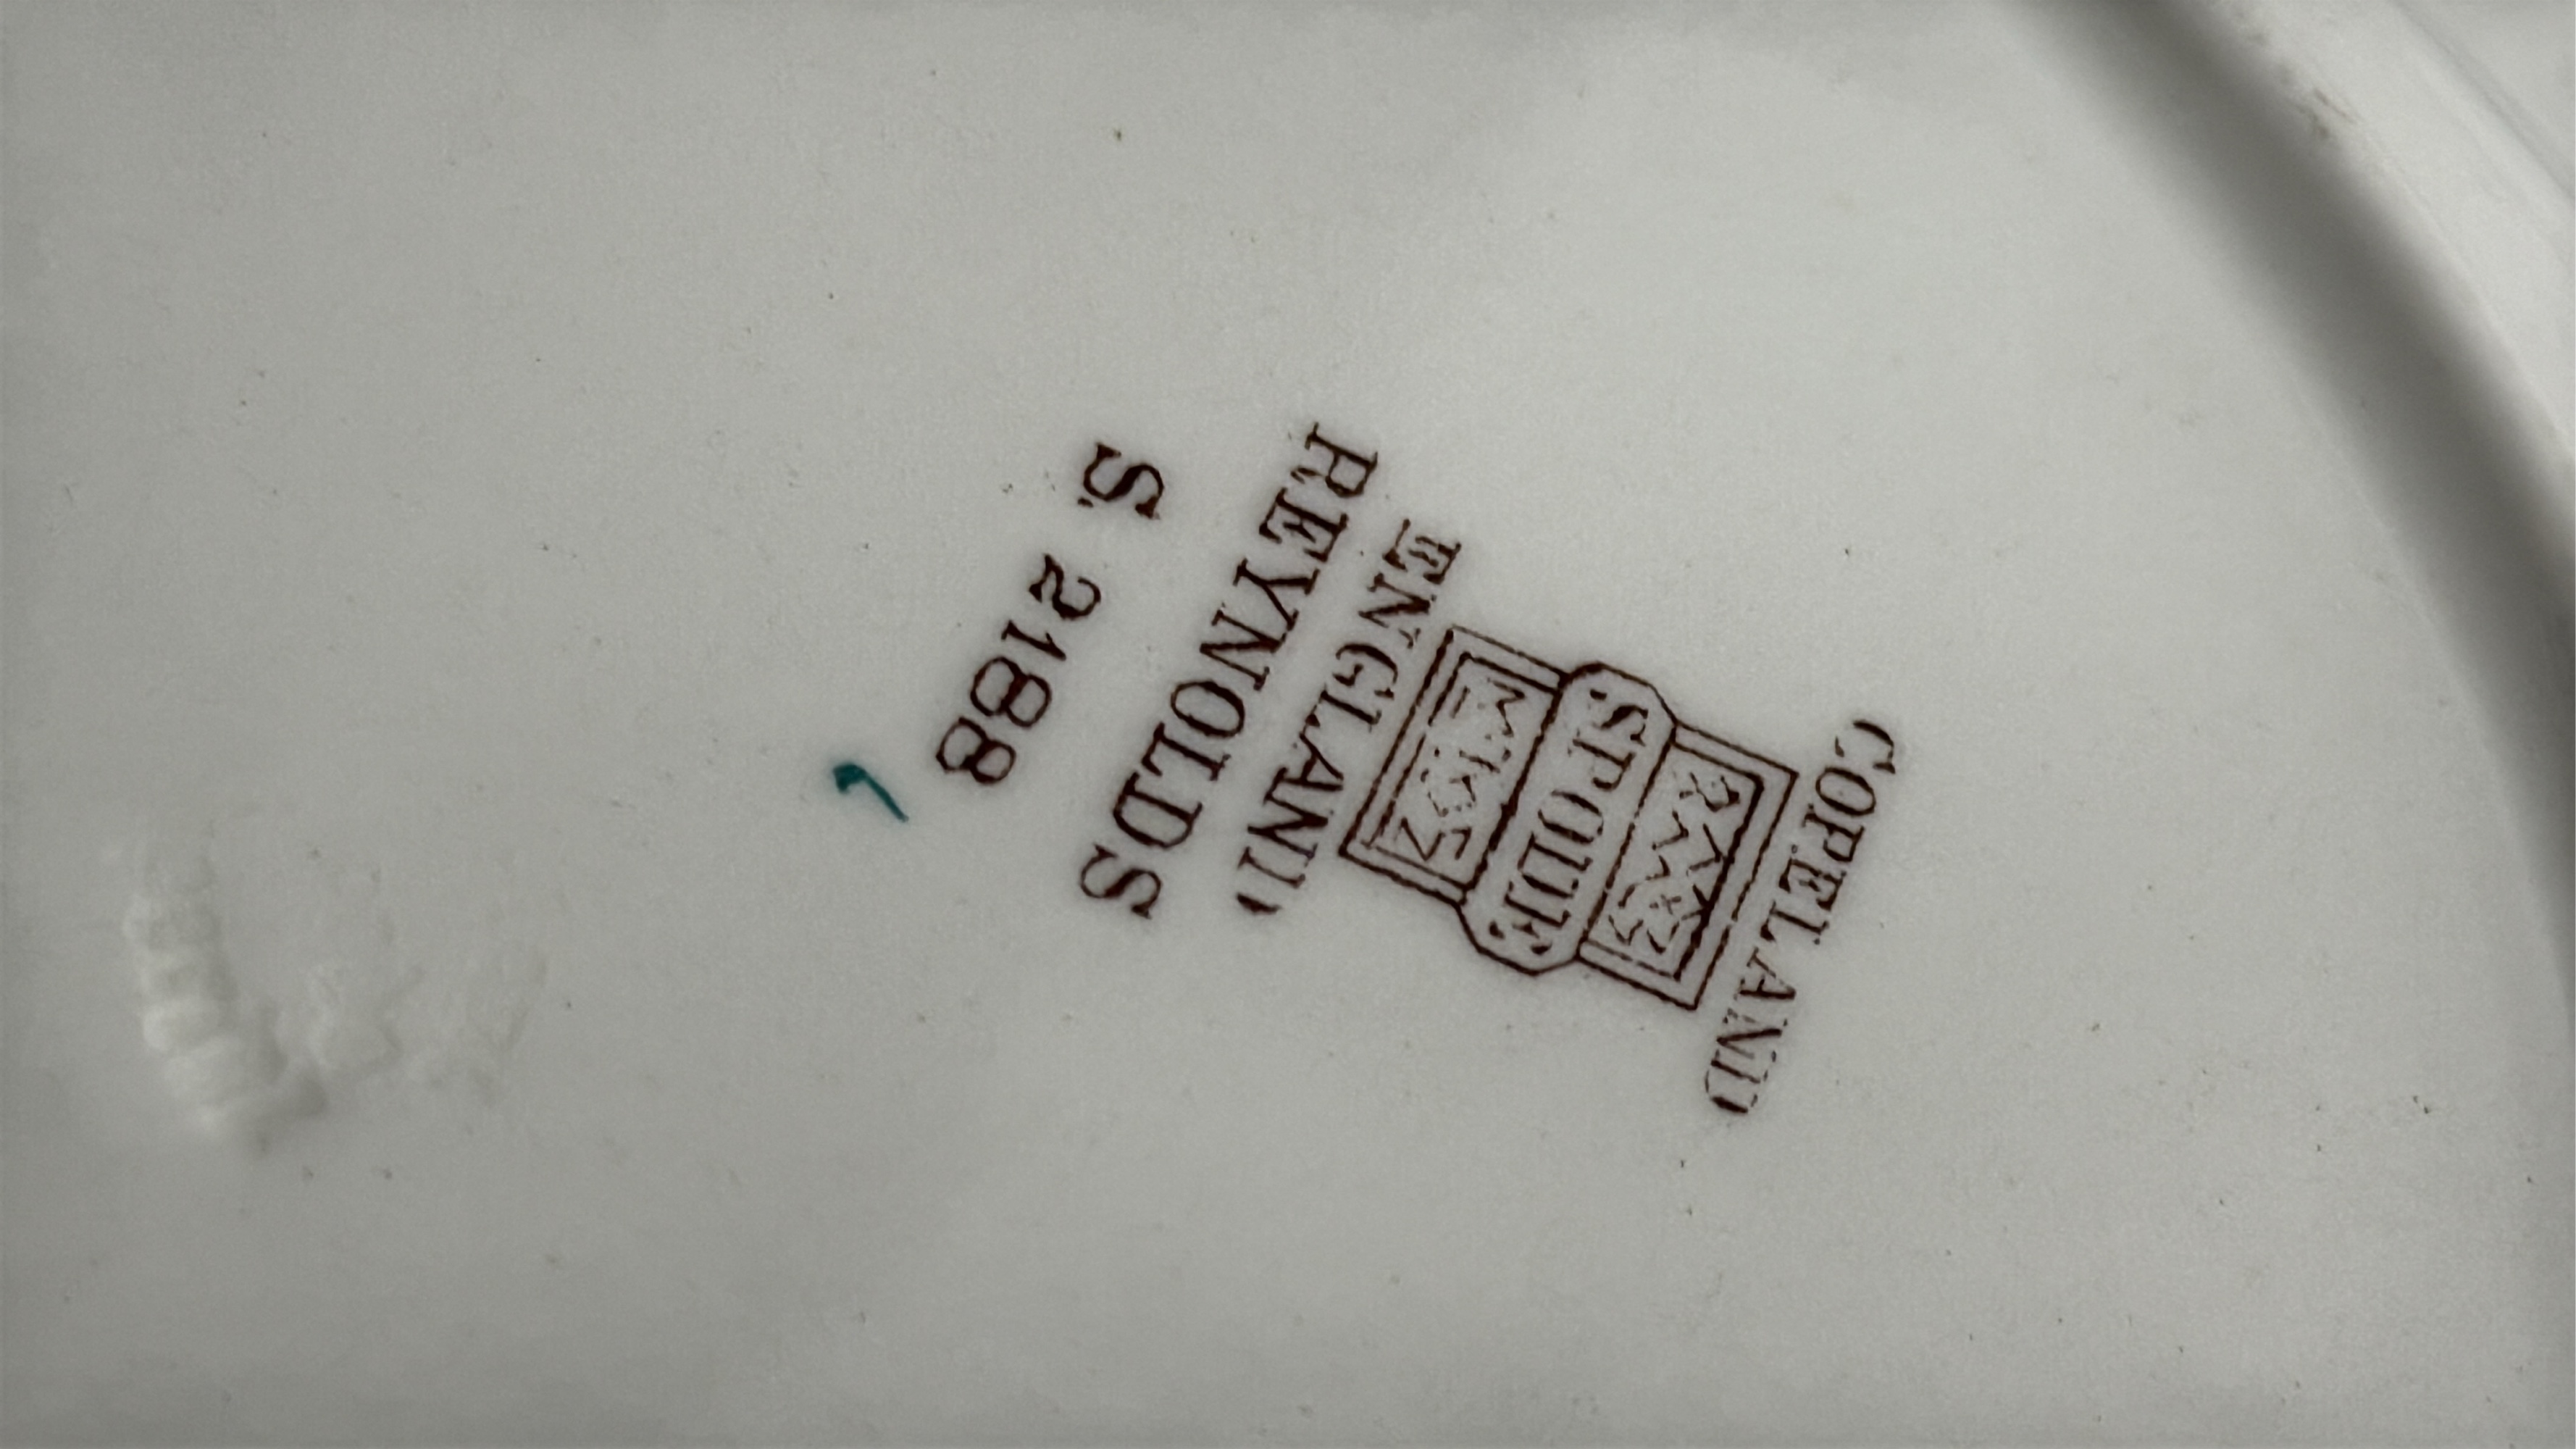 COPELAND
SPODE
ENGLAND
REYNOLDS
S. 2188